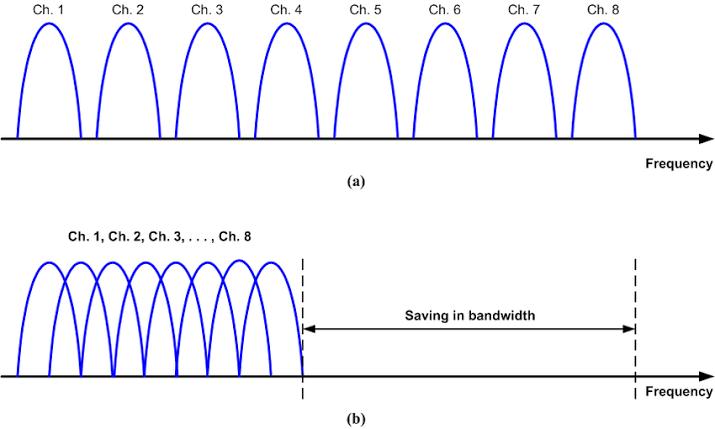 Ch. 1 Ch. 2 Ch. 3 Ch. 4 Ch. 5 Ch. 6 Ch. 7 Ch. 8
Frequency
(a)
Ch. 1, Ch. 2, Ch. 3, . . . , Ch. 8
Saving in bandwidth
Frequency
(b)